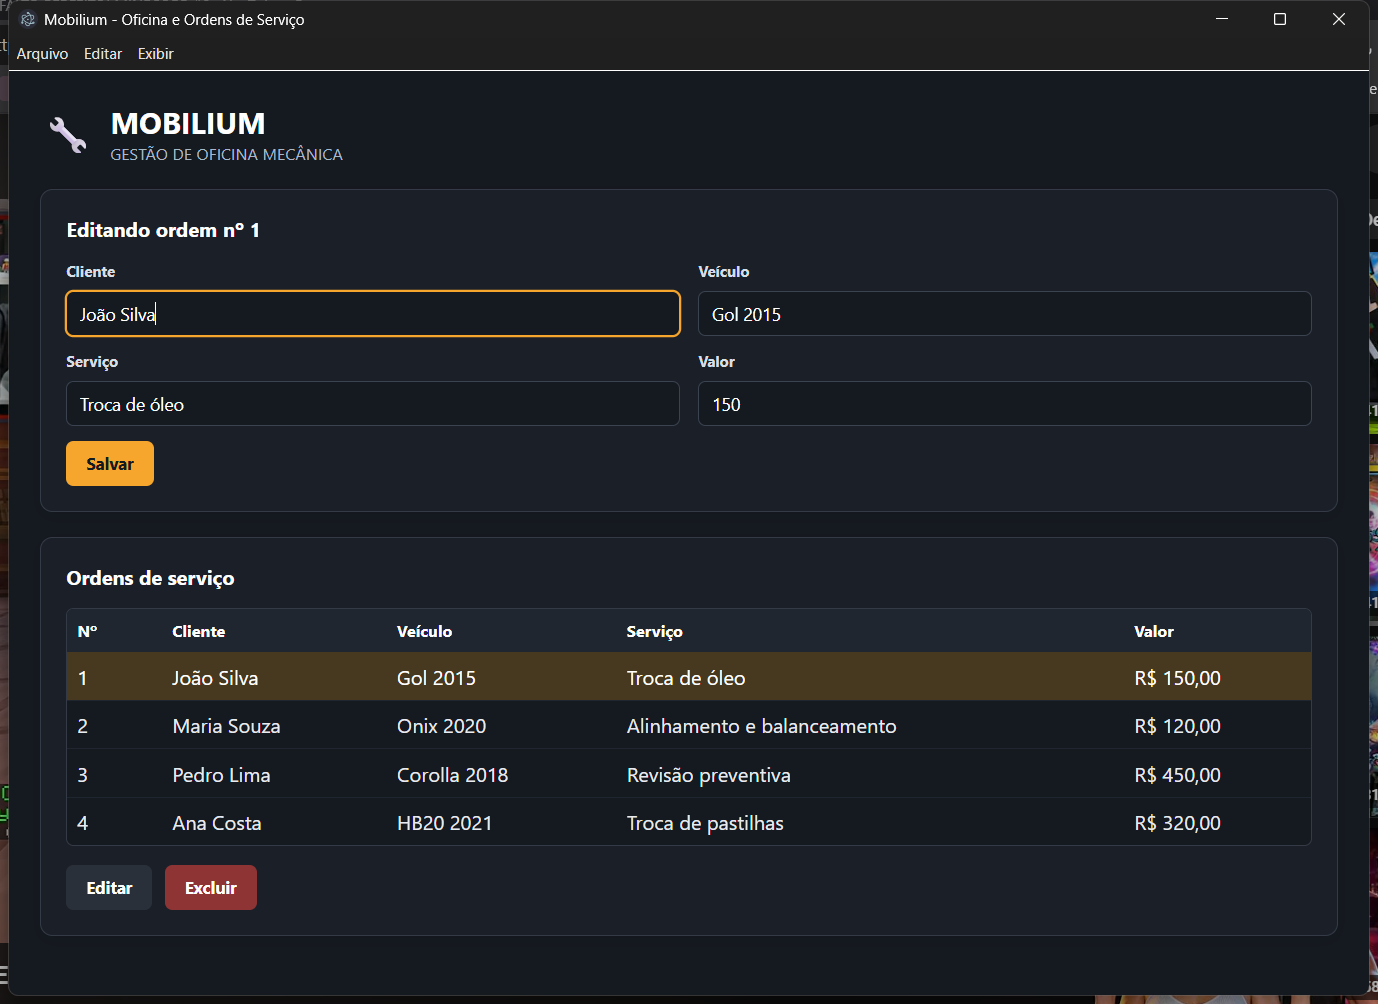 Mobilium - Oficina e Ordens de Serviço
Arquivo Editar Exibir
MOBILIUM
GESTÃO DE OFICINA MECÂNICA
Editando ordem nº 1
Cliente Veículo
João Silva Gol 2015
Serviço Valor
Troca de óleo 150
Salvar
Ordens de serviço
Nº Cliente Veículo Serviço Valor
1 João Silva Gol 2015 Troca de óleo R$ 150,00
2 Maria Souza Onix 2020 Alinhamento e balanceamento R$ 120,00
3 Pedro Lima Corolla 2018 Revisão preventiva R$ 450,00
4 Ana Costa HB20 2021 Troca de pastilhas R$ 320,00
Editar Excluir